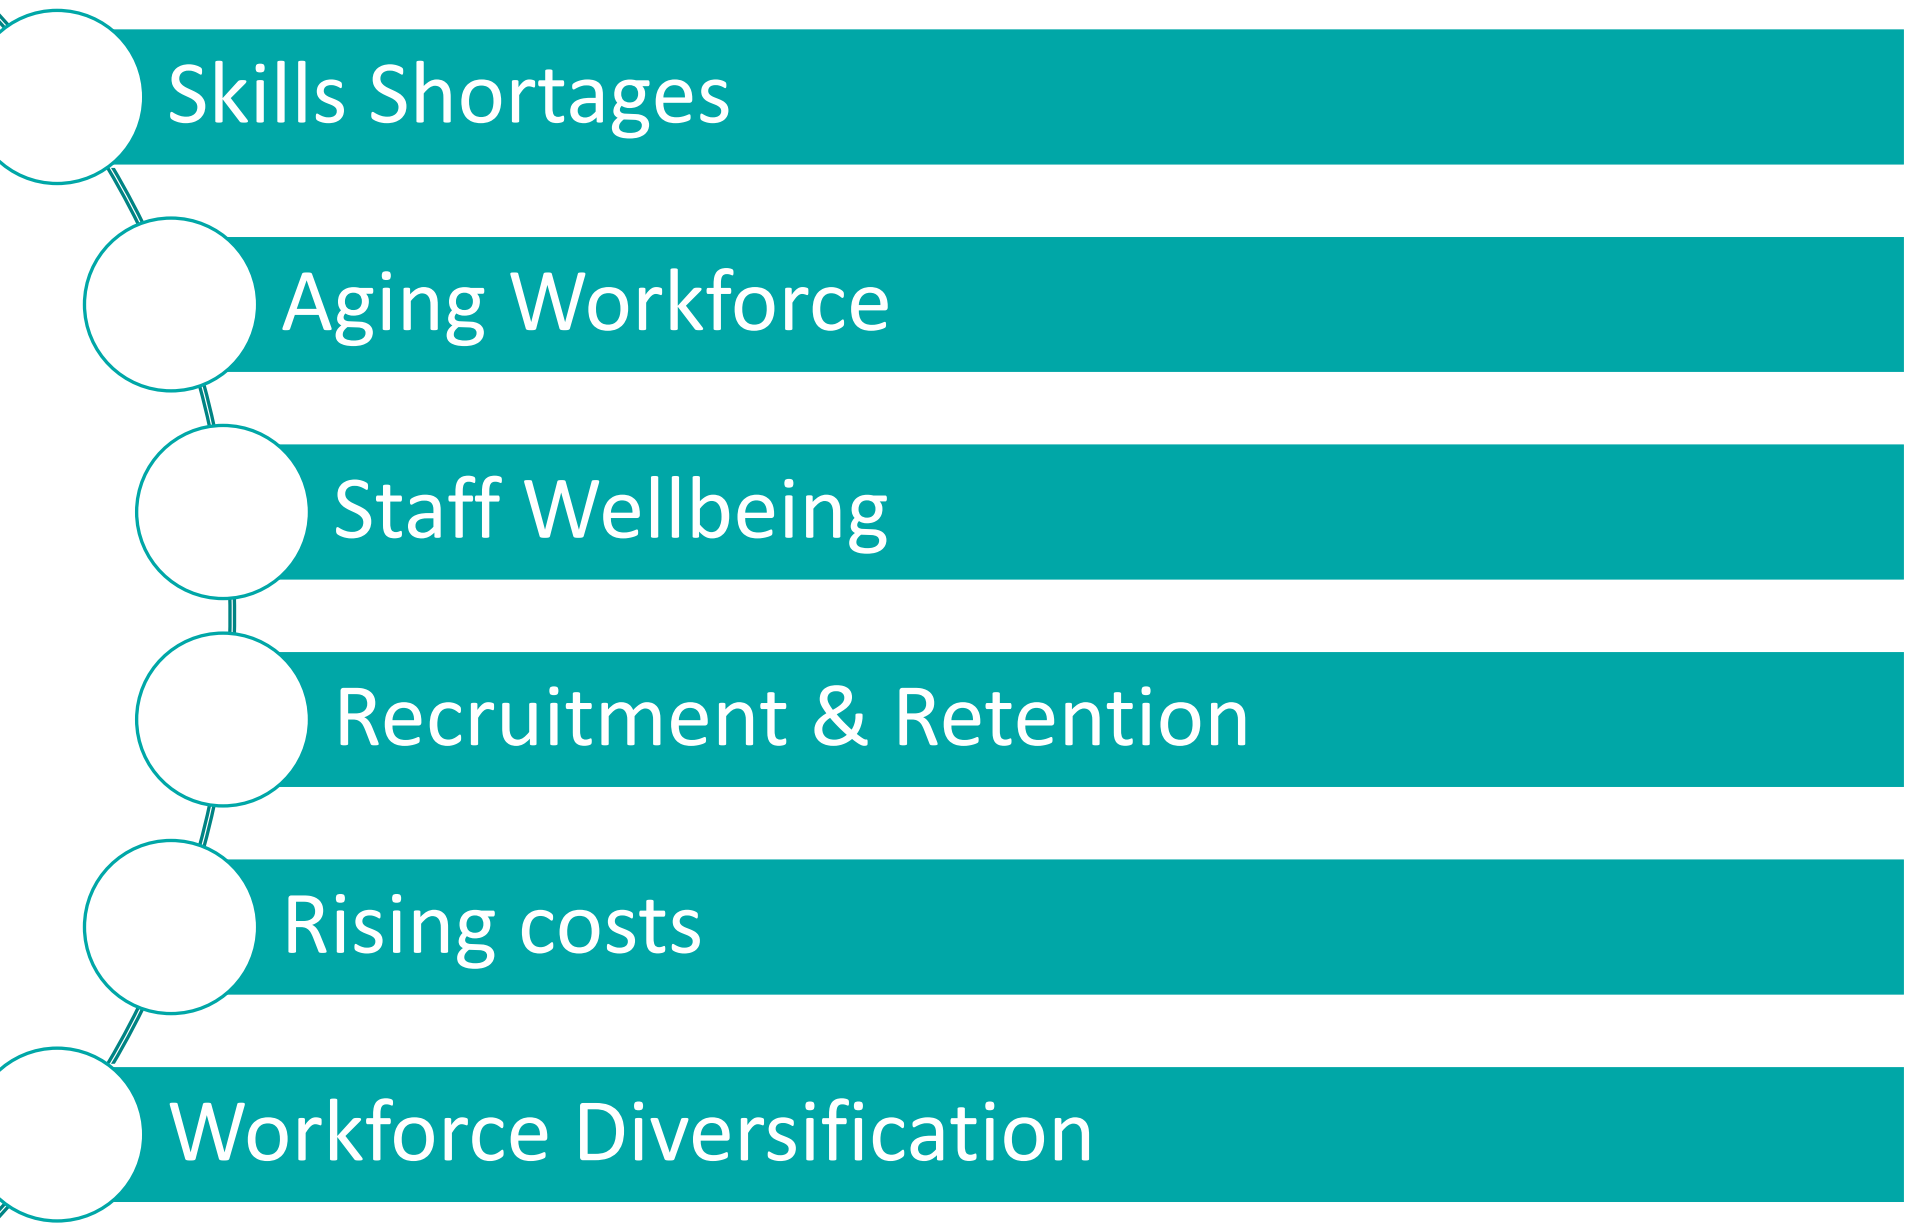 Skills Shortages
Aging Workforce
Staff Wellbeing
Recruitment & Retention
Rising costs
Workforce Diversification